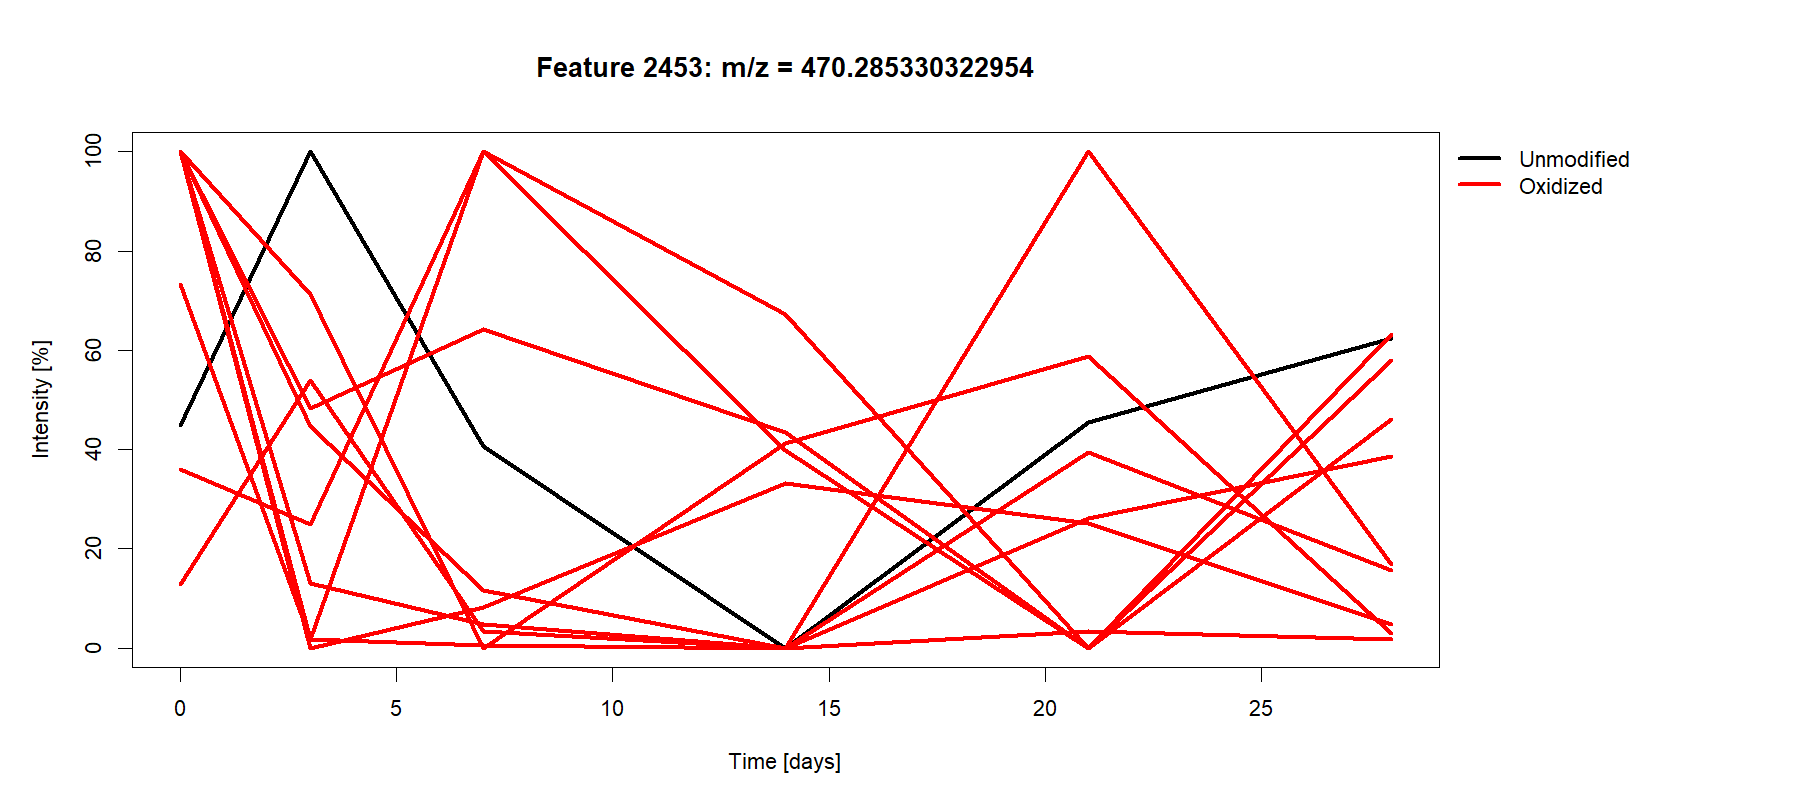 Feature 2453: m/z = 470.285330322954
Unmodified
Oxidized
Intensity [%]
100
80
60
40
20
0
0 5 10 15 20 25
Time [days]